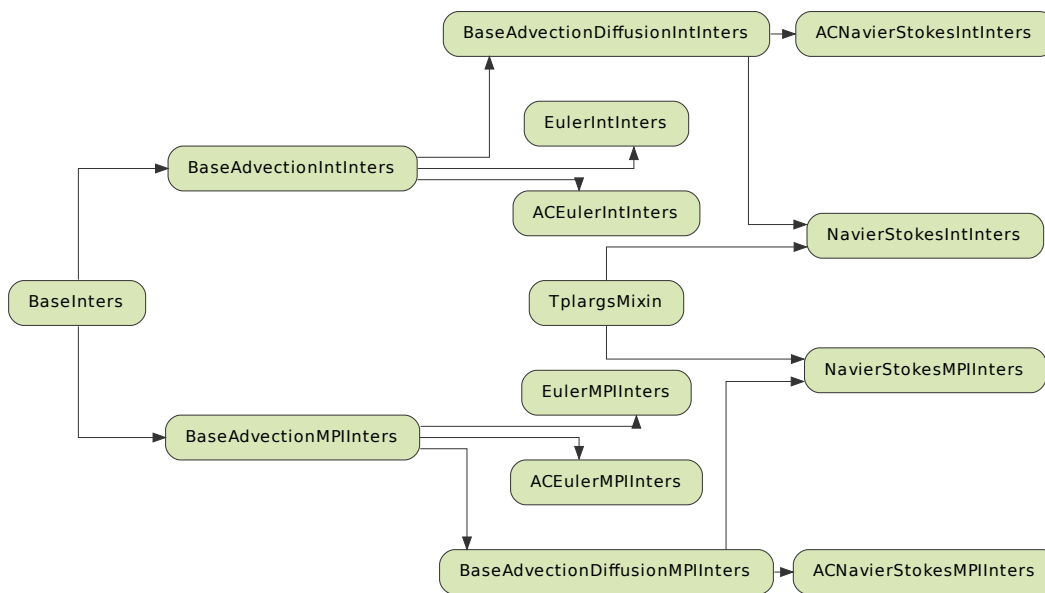 BaseAdvectionDiffusionIntInters
ACNavierStokesIntInters
EulerIntInters
BaseAdvectionIntInters
ACEulerIntInters
NavierStokesIntInters
BaseInters
TplargsMixin
NavierStokesMPIInters
EulerMPIInters
BaseAdvectionMPIInters
ACEulerMPIInters
BaseAdvectionDiffusionMPIInters
ACNavierStokesMPIInters